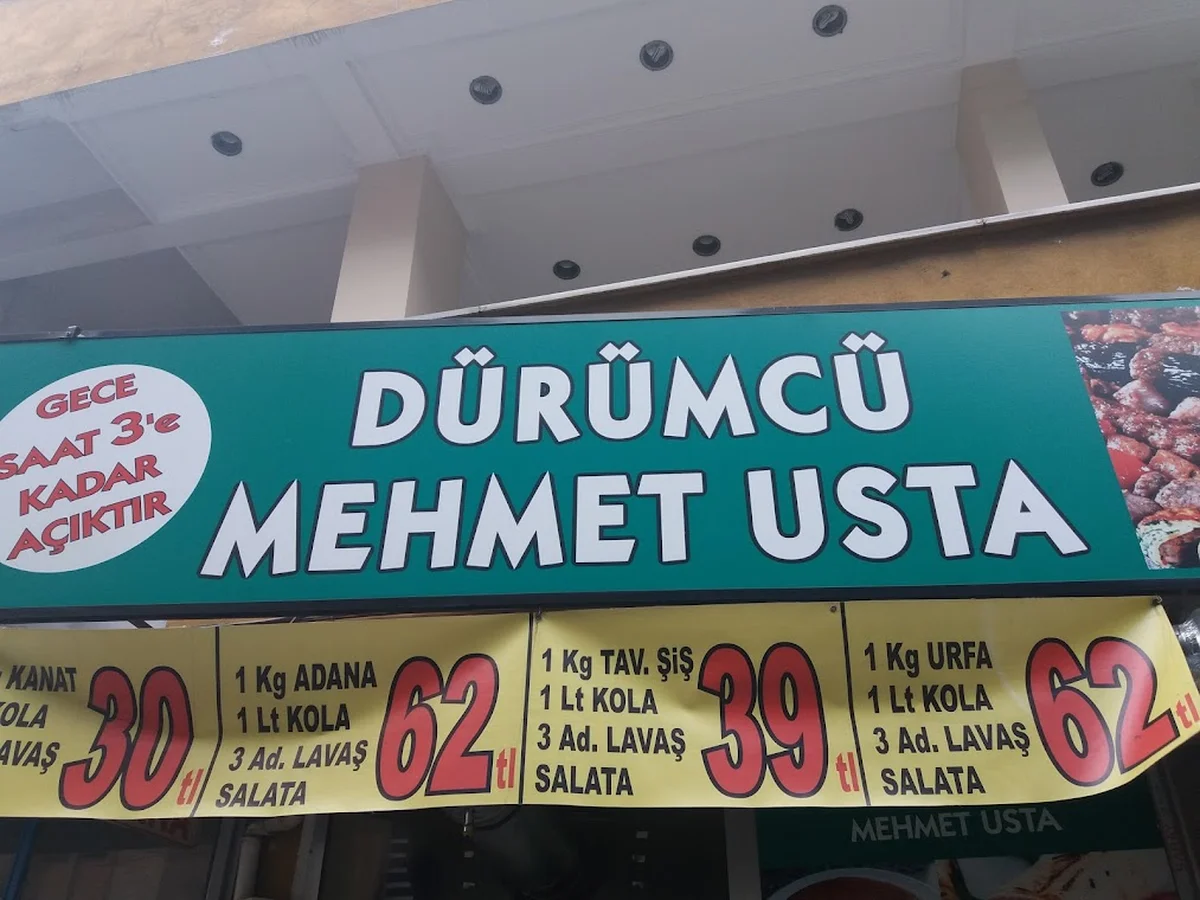 GECE
SAAT 3'e
KADAR
AÇIKTIR
DÜRÜMCÜ
MEHMET USTA
KANAT
KOLA
LAVAŞ
30 tl
1 Kg ADANA
1 Lt KOLA
3 Ad. LAVAŞ
SALATA
62 tl
1 Kg TAV. ŞİŞ
1 Lt KOLA
3 Ad. LAVAŞ
SALATA
39 tl
1 Kg URFA
1 Lt KOLA
3 Ad. LAVAŞ
SALATA
62 tl
MEHMET USTA